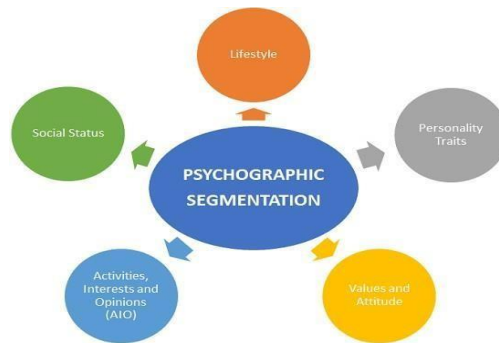 Lifestyle
Social Status
Personality
Traits
PSYCHOGRAPHIC
SEGMENTATION
Activities,
Interests and
Opinions
(AIO)
Values and
Attitude